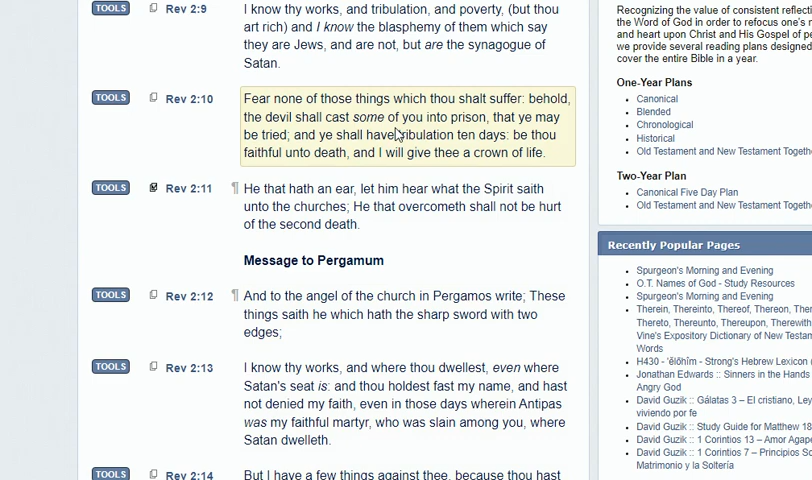 TOOLS Rev 2:9 I know thy works, and tribulation, and poverty, (but thou
art rich) and I know the blasphemy of them which say
they are Jews, and are not, but are the synagogue of
Satan.
TOOLS Rev 2:10 Fear none of those things which thou shalt suffer: behold,
the devil shall cast some of you into prison, that ye may
be tried; and ye shall have tribulation ten days: be thou
faithful unto death, and I will give thee a crown of life.
TOOLS Rev 2:11 ¶ He that hath an ear, let him hear what the Spirit saith
unto the churches; He that overcometh shall not be hurt
of the second death.
Message to Pergamum
TOOLS Rev 2:12 ¶ And to the angel of the church in Pergamos write; These
things saith he which hath the sharp sword with two
edges;
TOOLS Rev 2:13 I know thy works, and where thou dwellest, even where
Satan's seat is: and thou holdest fast my name, and hast
not denied my faith, even in those days wherein Antipas
was my faithful martyr, who was slain among you, where
Satan dwelleth.
TOOLS Rev 2:14 But I have a few things against thee, because thou hast
Recognizing the value of consistent reflecti
the Word of God in order to refocus one's m
and heart upon Christ and His Gospel of pe
we provide several reading plans designed
cover the entire Bible in a year.
One-Year Plans
Canonical
Blended
Chronological
Historical
Old Testament and New Testament Togeth
Two-Year Plan
Canonical Five Day Plan
Old Testament and New Testament Togethe
Recently Popular Pages
Spurgeon's Morning and Evening
O.T. Names of God - Study Resources
Spurgeon's Morning and Evening
Therein, Thereinto, Thereof, Thereon, Ther
Thereto, Thereunto, Thereupon, Therewith
Vine's Expository Dictionary of New Testam
Words
H430 - 'ĕlōhîm - Strong's Hebrew Lexicon
Jonathan Edwards :: Sinners in the Hands
Angry God
David Guzik :: Gálatas 3 – El cristiano, Ley
viviendo por fe
David Guzik :: Study Guide for Matthew 18
David Guzik :: 1 Corintios 13 – Amor Agape
David Guzik :: 1 Corintios 7 – Principios So
Matrimonio y la Soltería